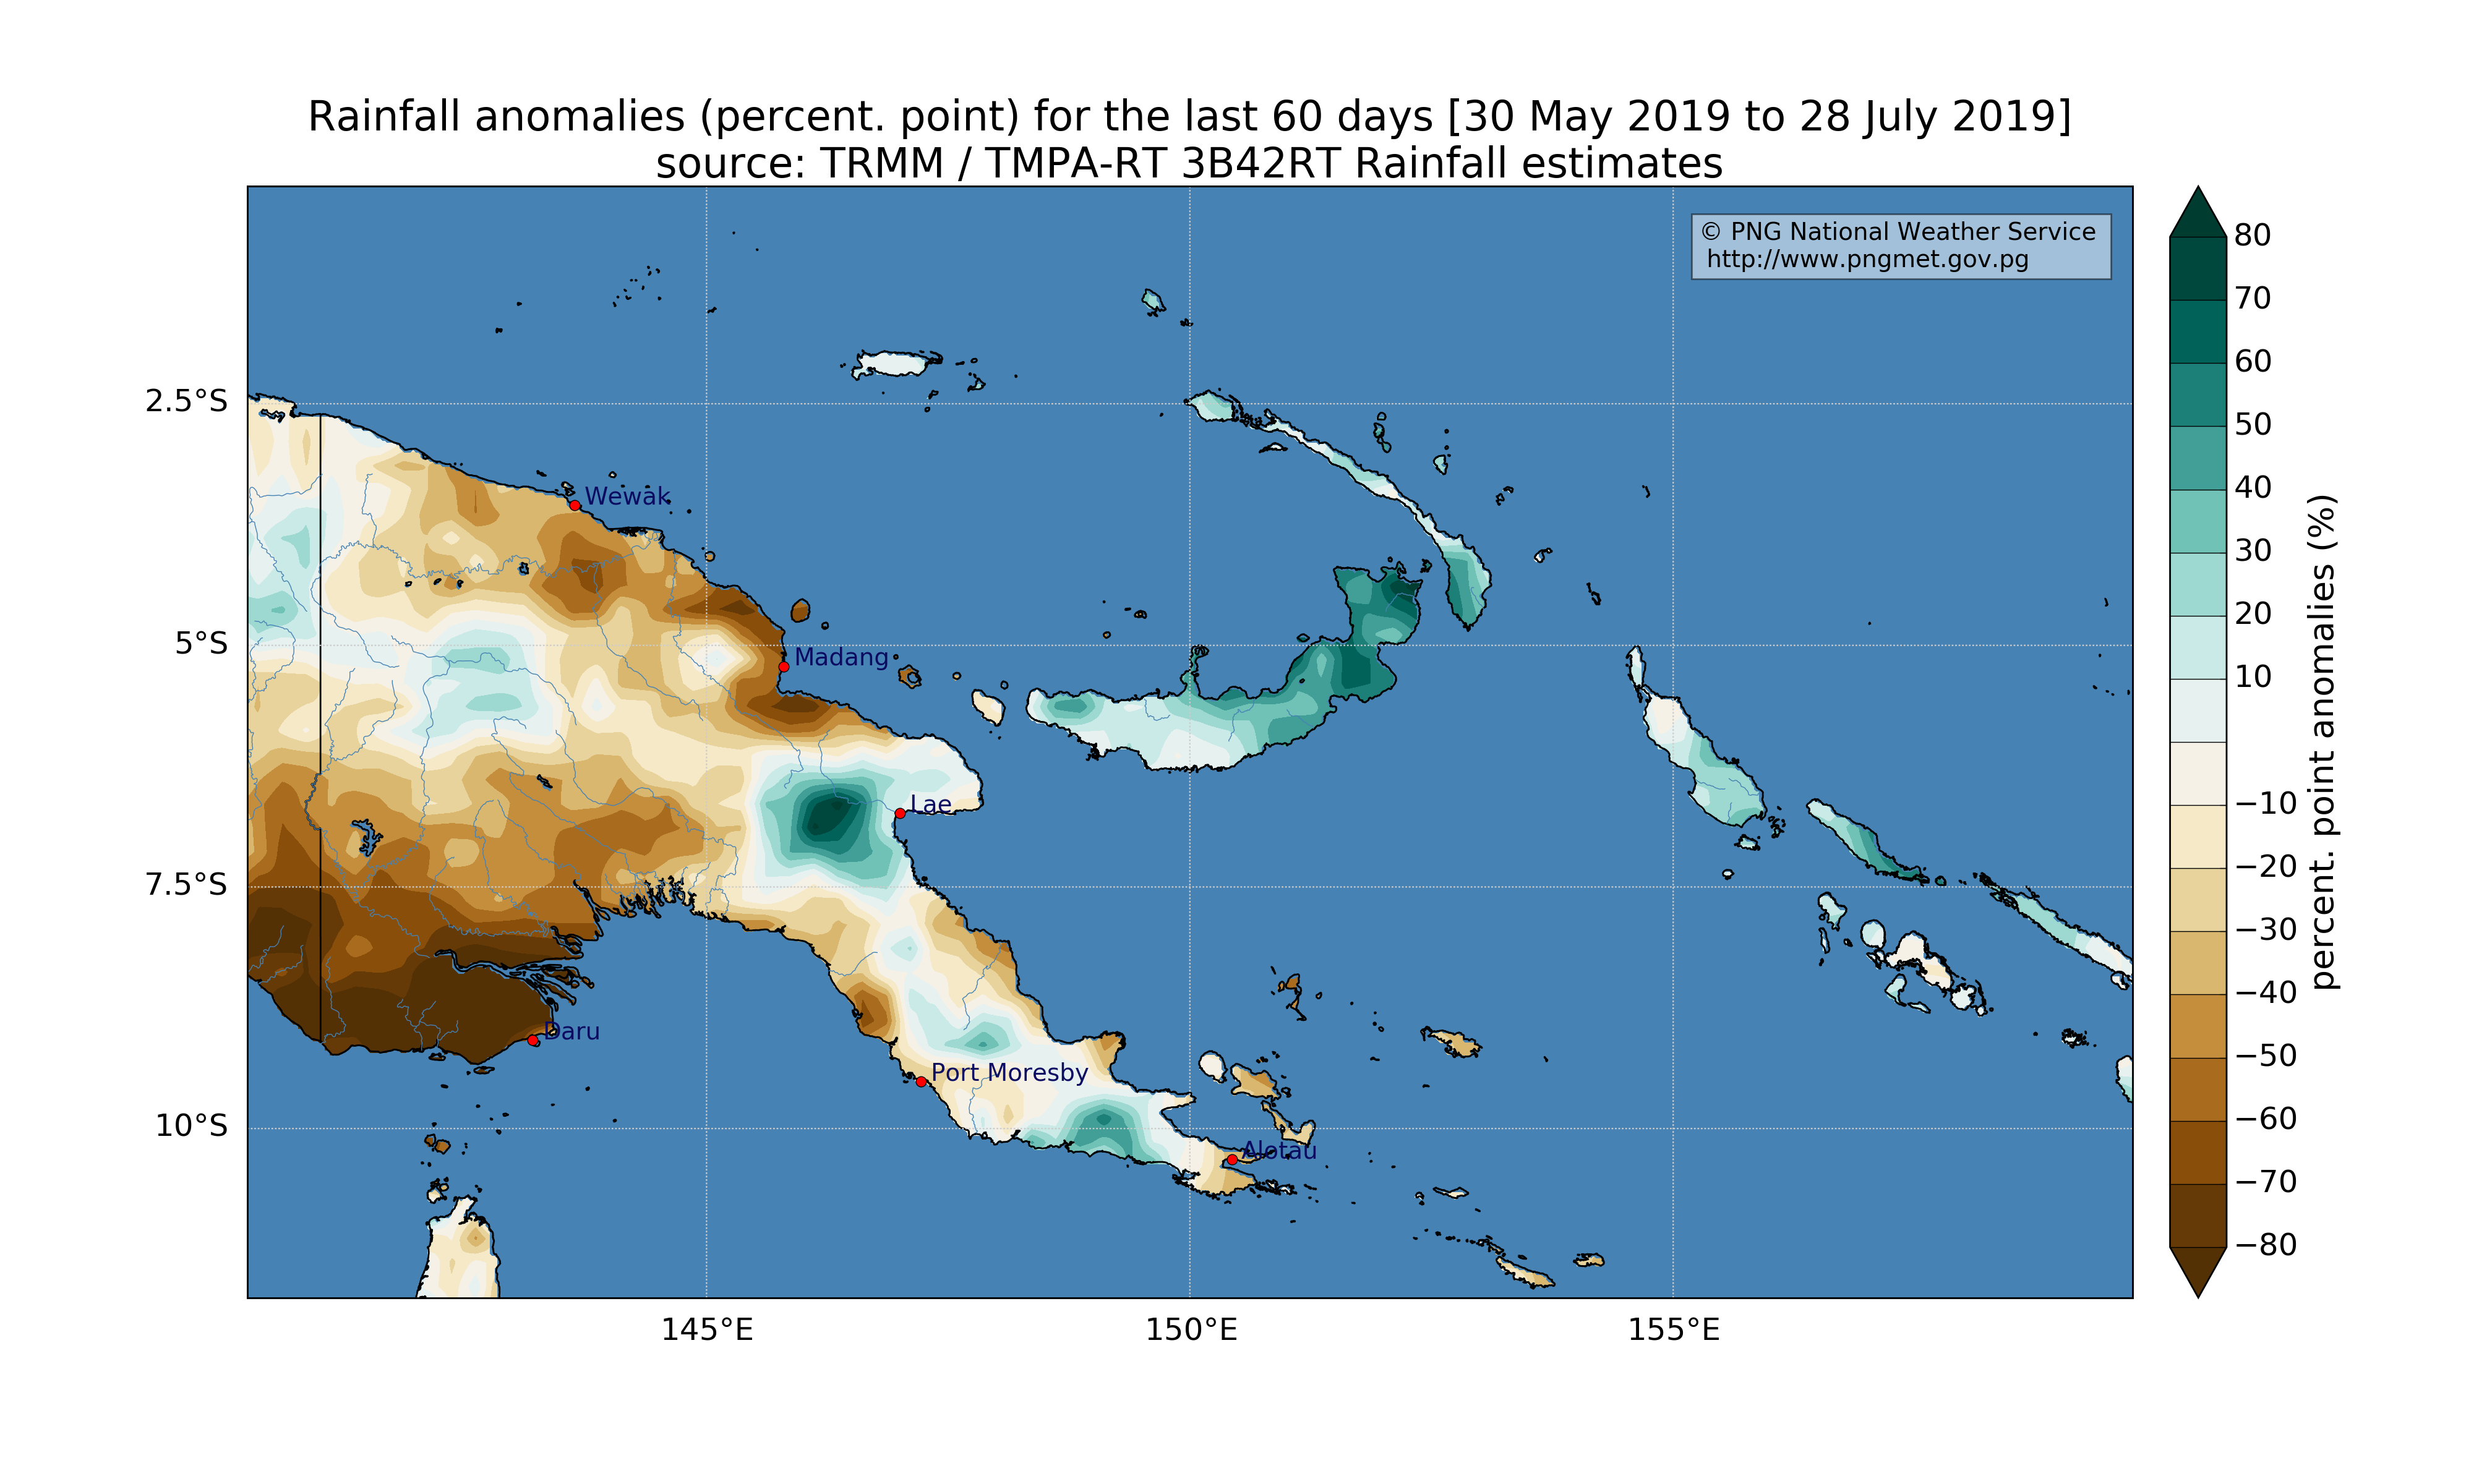 Rainfall anomalies (percent. point) for the last 60 days [30 May 2019 to 28 July 2019]
source: TRMM / TMPA-RT 3B42RT Rainfall estimates
© PNG National Weather Service
http://www.pngmet.gov.pg
2.5°S
5°S
7.5°S
10°S
145°E
150°E
155°E
Wewak
Madang
Lae
Daru
Port Moresby
Alotau
80
70
60
50
40
30
20
10
−10
−20
−30
−40
−50
−60
−70
−80
percent. point anomalies (%)